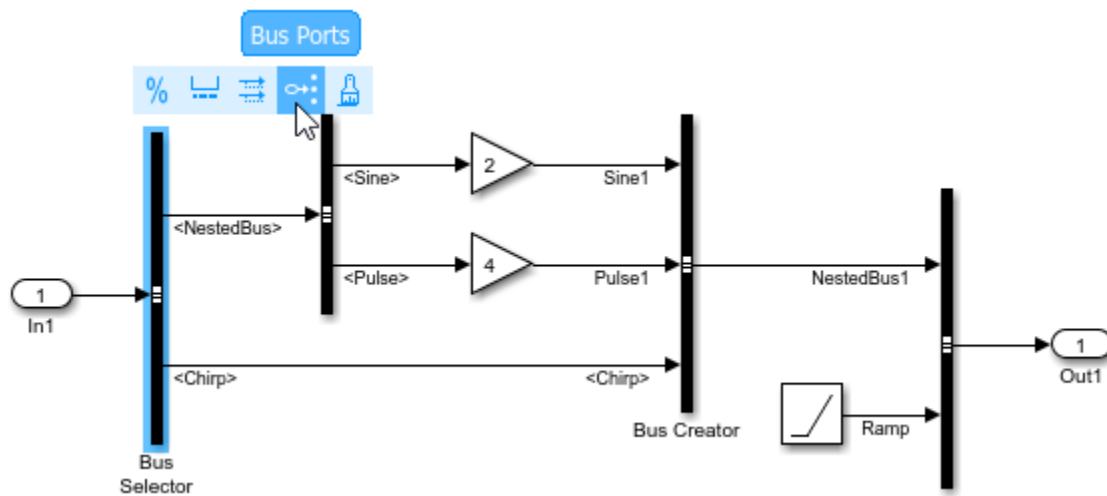 Bus Ports
%
<Sine>
2
Sine1
<NestedBus>
<Pulse>
4
Pulse1
NestedBus1
1
In1
1
Out1
<Chirp>
<Chirp>
Bus Creator
Ramp
Bus
Selector